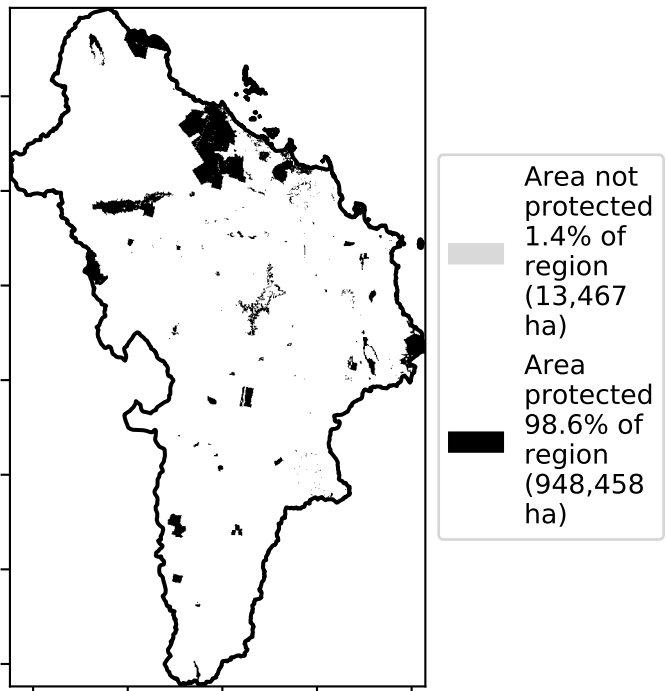 Area not
protected
1.4% of
region
(13,467
ha)
Area
protected
98.6% of
region
(948,458
ha)